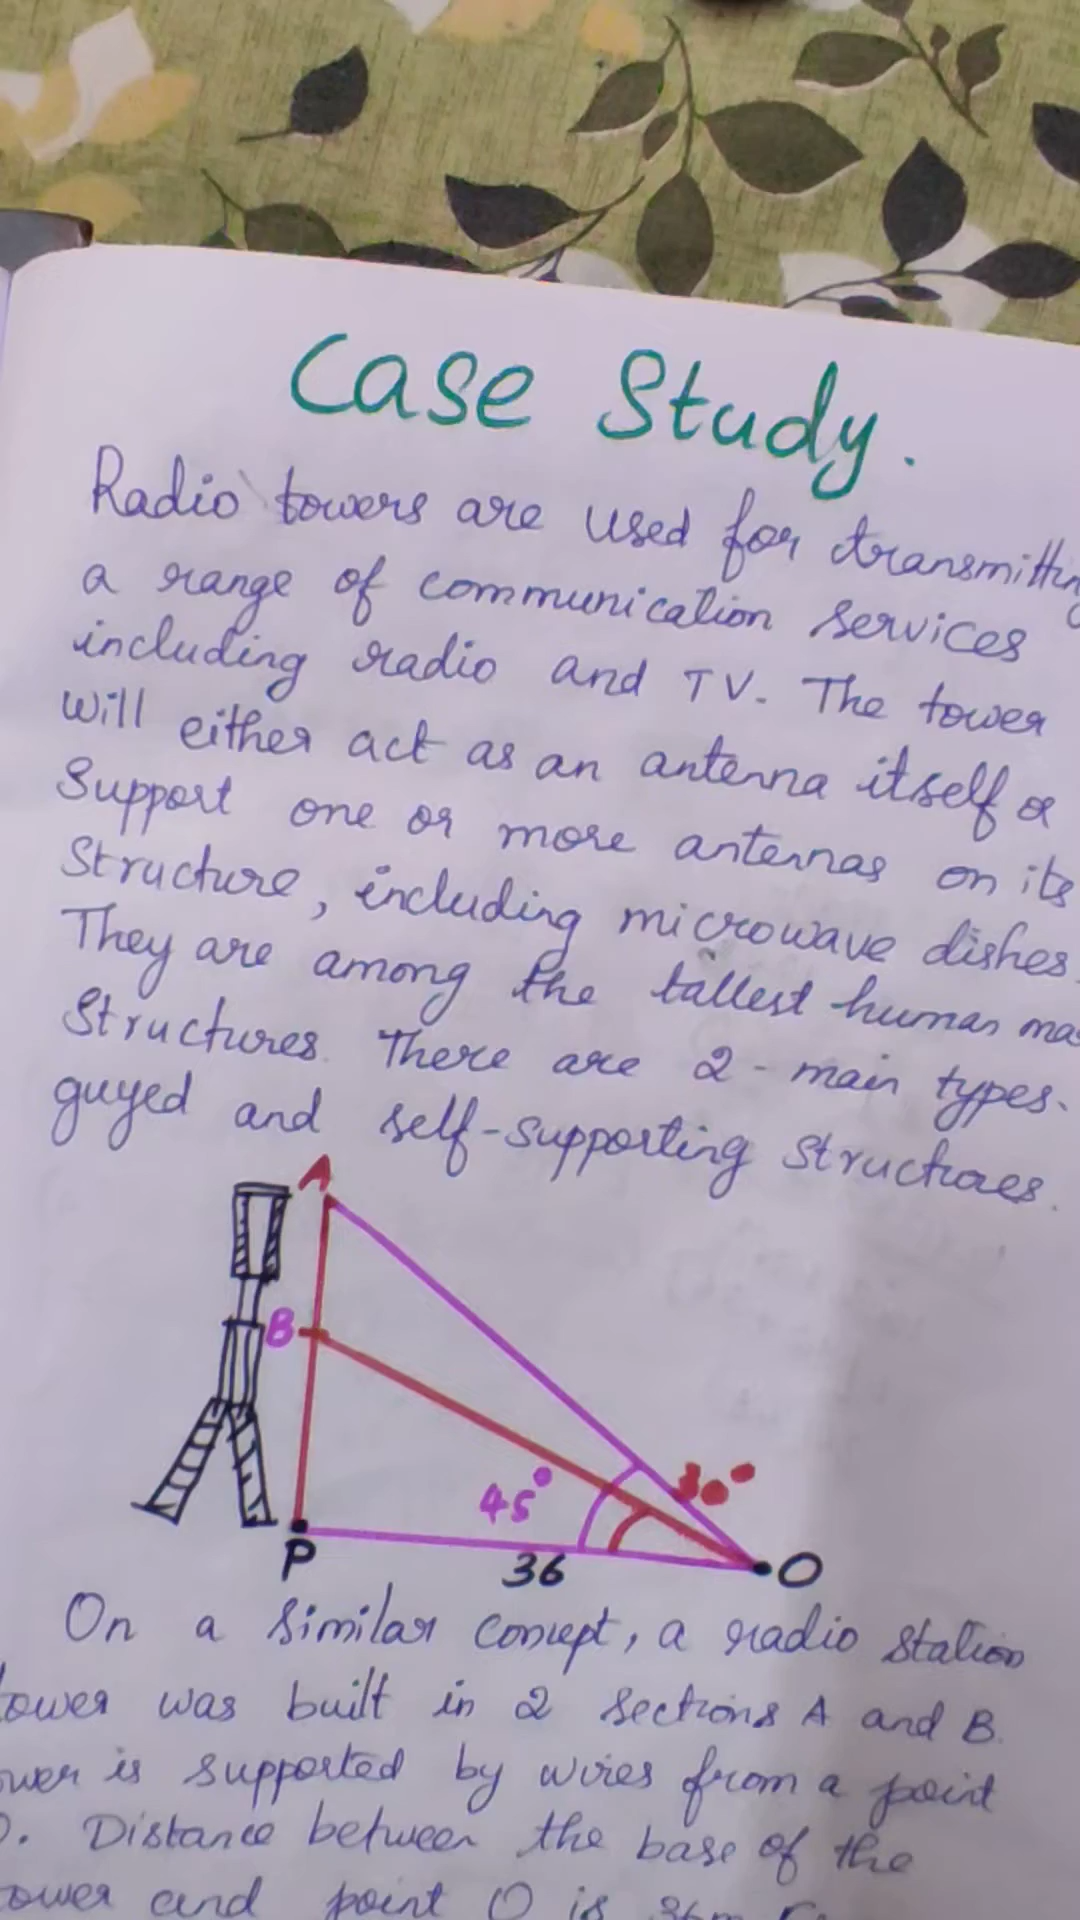 Case Study.
Radio towers are used for transmitting
a range of communication services
including radio and TV. The tower
will either act as an antenna itself or
Support one or more antennas on its
Structure, including microwave dishes.
They are among the tallest human ma
Structures. There are 2 - main types.
guyed and self-supporting structures.
A
B
45°
30°
P
36
O
On a similar concept, a radio station
tower was built in 2 sections A and B.
ower is supported by wires from a point
O. Distance between the base of the
ower and point O is 36m